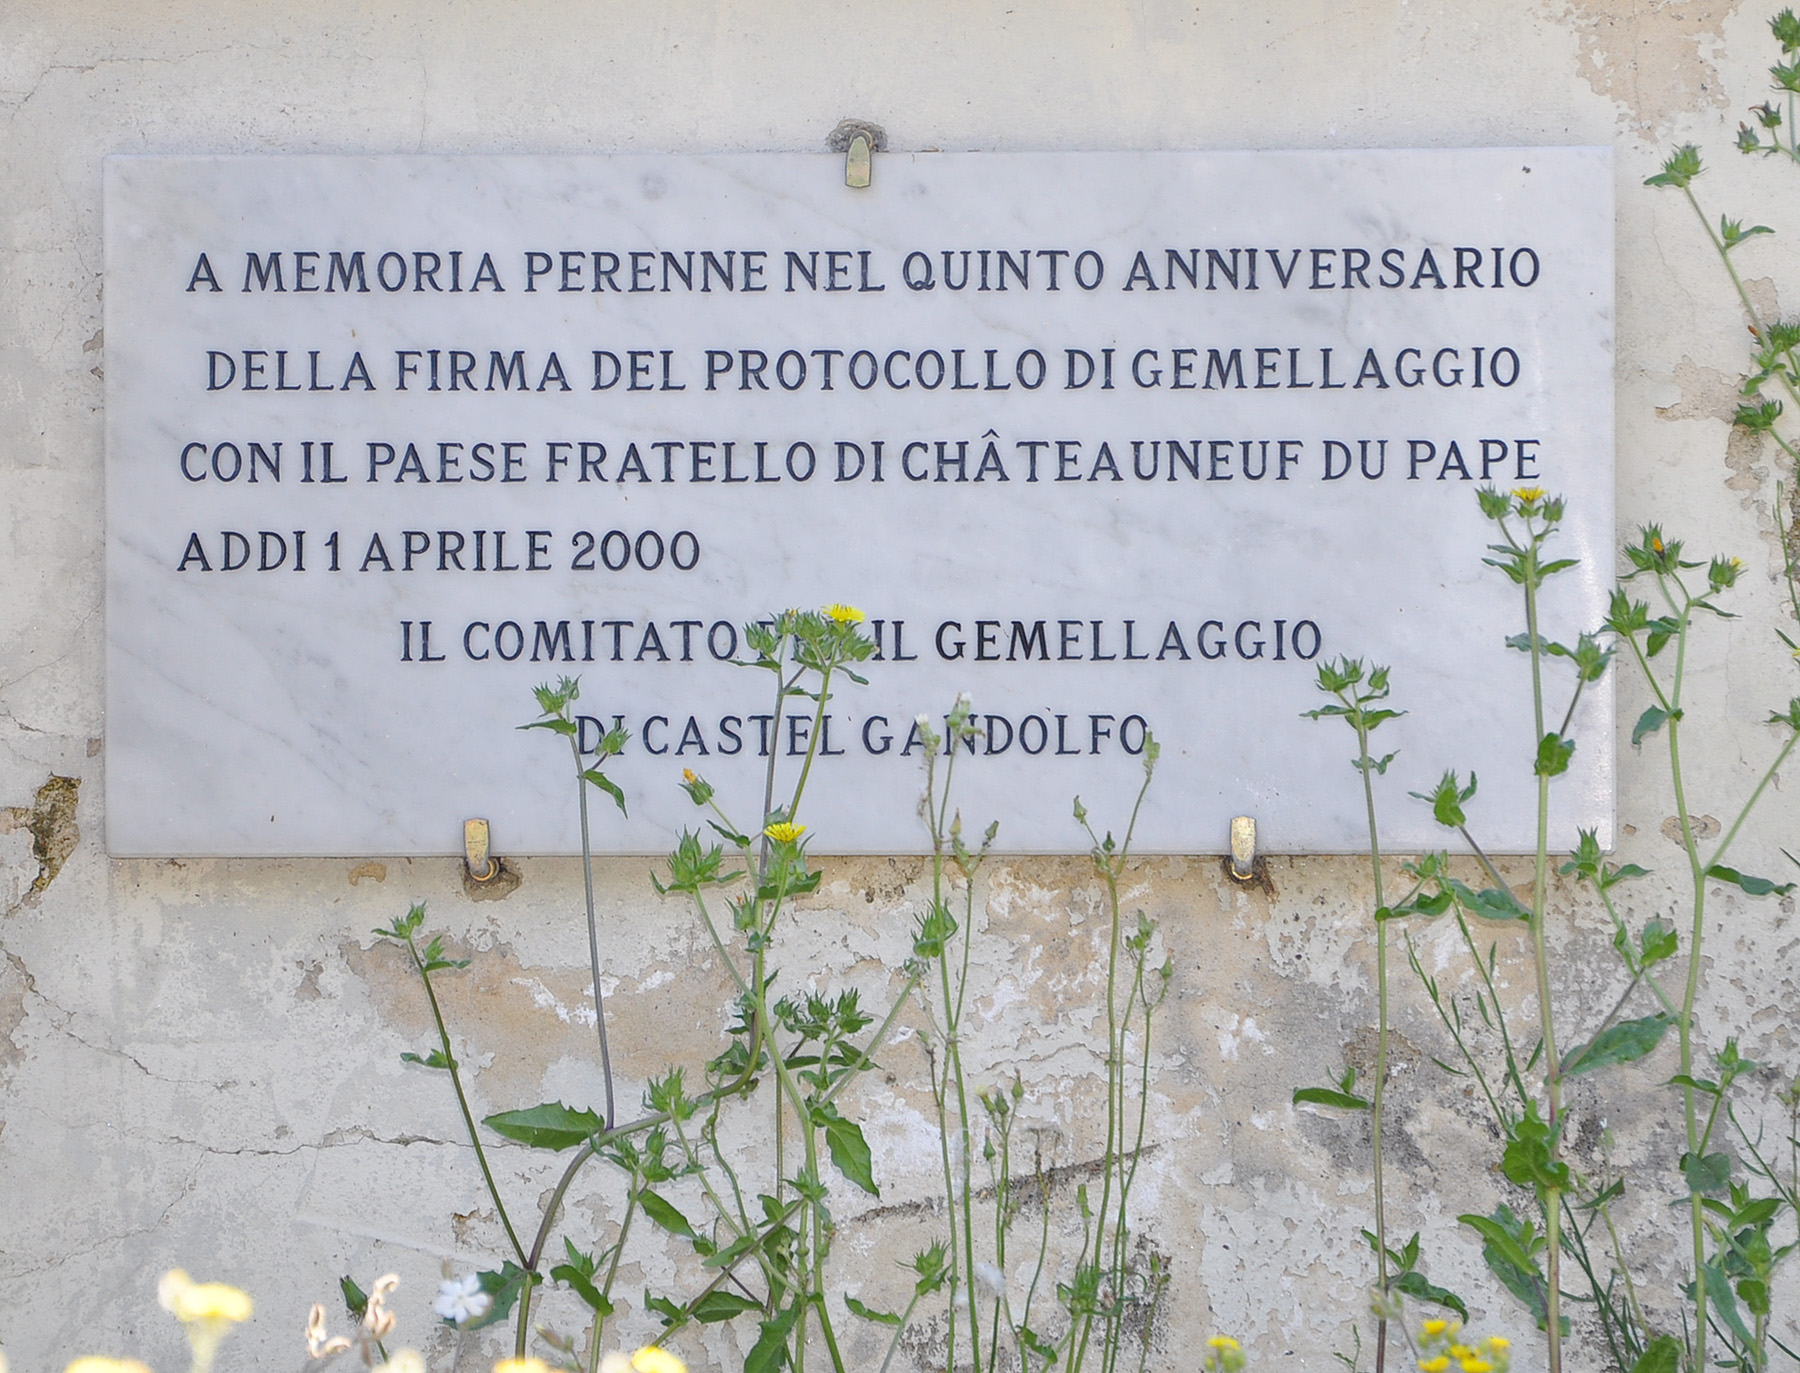 A MEMORIA PERENNE NEL QUINTO ANNIVERSARIO
DELLA FIRMA DEL PROTOCOLLO DI GEMELLAGGIO
CON IL PAESE FRATELLO DI CHÂTEAUNEUF DU PAPE
ADDI 1 APRILE 2000
IL COMITATO IL GEMELLAGGIO
DI CASTEL GANDOLFO